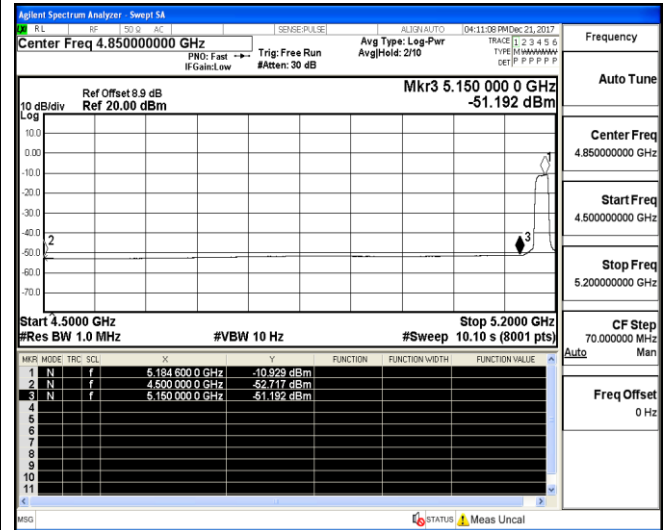 Agilent Spectrum Analyzer - Swept SA
RL RF 50 Ω AC SENSE:PULSE ALIGNAUTO 04:11:08 PM Dec 21, 2017
Center Freq 4.850000000 GHz
PNO: Fast
IFGain:Low
Trig: Free Run
#Atten: 30 dB
Avg Type: Log-Pwr
Avg|Hold: 2/10
TRACE 1 2 3 4 5 6
TYPE
DET P P P P P P
Frequency
Auto Tune
Center Freq
4.850000000 GHz
Start Freq
4.500000000 GHz
Stop Freq
5.200000000 GHz
CF Step
70.000000 MHz
Auto Man
Freq Offset
0 Hz
Ref Offset 8.9 dB
10 dB/div Ref 20.00 dBm
Log
Mkr3 5.150 000 0 GHz
-51.192 dBm
10.0
0.00
-10.0
-20.0
-30.0
-40.0
-50.0
-60.0
-70.0
1
2
3
Start 4.5000 GHz Stop 5.2000 GHz
#Res BW 1.0 MHz #VBW 10 Hz #Sweep 10.10 s (8001 pts)
MKR MODE TRC SCL X Y FUNCTION FUNCTION WIDTH FUNCTION VALUE
1 N f 5.184 600 0 GHz -10.929 dBm
2 N f 4.500 000 0 GHz -52.717 dBm
3 N f 5.150 000 0 GHz -51.192 dBm
4
5
6
7
8
9
10
11
MSG STATUS Meas Uncal